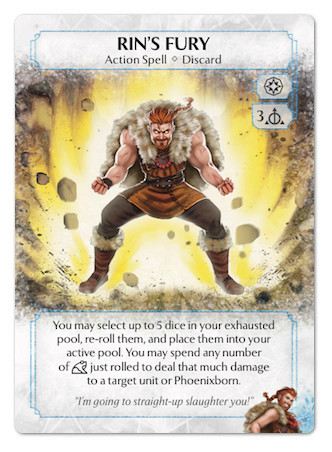 RIN'S FURY
Action Spell ◇ Discard
3
You may select up to 5 dice in your exhausted
pool, re-roll them, and place them into your
active pool. You may spend any number
of just rolled to deal that much damage
to a target unit or Phoenixborn.
"I'm going to straight-up slaughter you!"